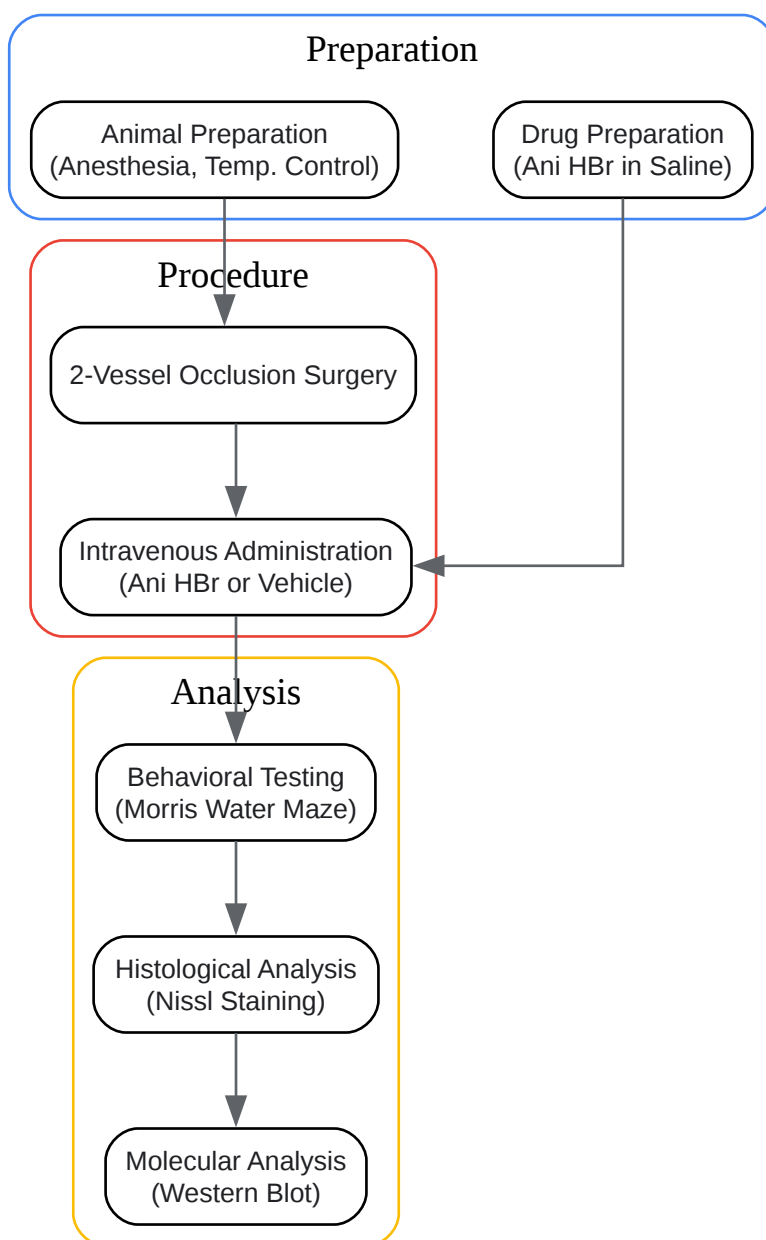 Preparation
Animal Preparation
(Anesthesia, Temp. Control)
Drug Preparation
(Ani HBr in Saline)
Procedure
2-Vessel Occlusion Surgery
Intravenous Administration
(Ani HBr or Vehicle)
Analysis
Behavioral Testing
(Morris Water Maze)
Histological Analysis
(Nissl Staining)
Molecular Analysis
(Western Blot)